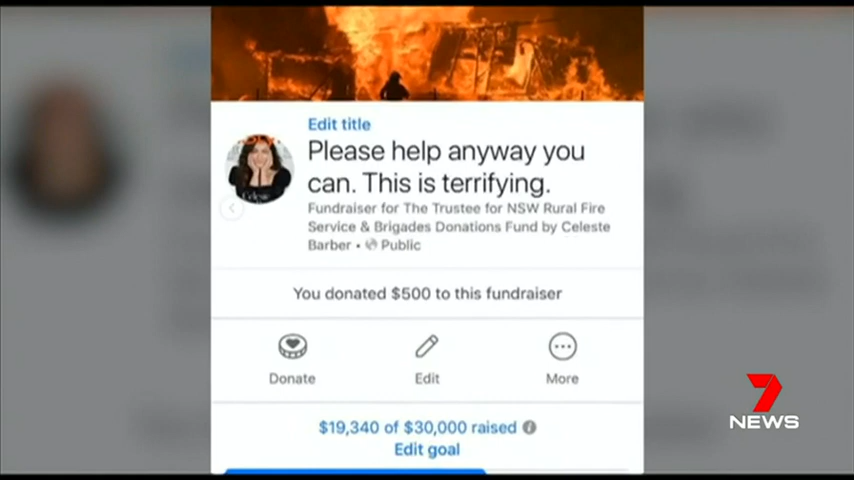 Edit title
Please help anyway you
can. This is terrifying.
Fundraiser for The Trustee for NSW Rural Fire
Service & Brigades Donations Fund by Celeste
Barber • Public
You donated $500 to this fundraiser
Donate
Edit
More
$19,340 of $30,000 raised
Edit goal
7
NEWS